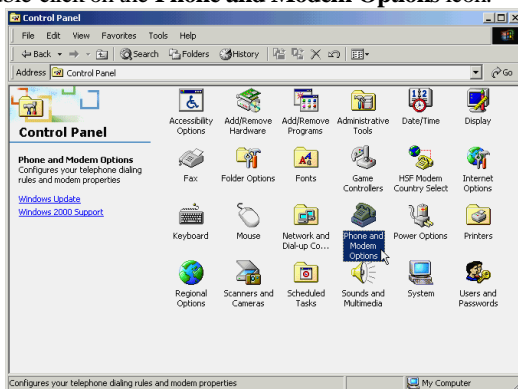 click on the Phone and Modem Options icon.
Control Panel
File Edit View Favorites Tools Help
Back Search Folders History
Address Control Panel Go
Control Panel
Phone and Modem Options
Configures your telephone dialing
rules and modem properties
Windows Update
Windows 2000 Support
Accessibility
Options
Add/Remove
Hardware
Add/Remove
Programs
Administrative
Tools
Date/Time
Display
Fax
Folder Options
Fonts
Game
Controllers
HSF Modem
Country Select
Internet
Options
Keyboard
Mouse
Network and
Dial-up Co...
Phone and
Modem
Options
Power Options
Printers
Regional
Options
Scanners and
Cameras
Scheduled
Tasks
Sounds and
Multimedia
System
Users and
Passwords
Configures your telephone dialing rules and modem properties My Computer